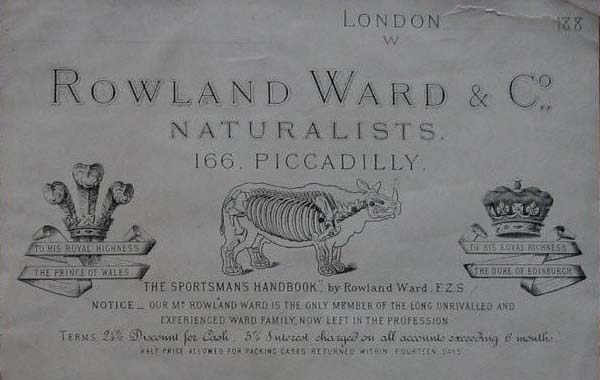 LONDON
W
188
ROWLAND WARD & Co.,
NATURALISTS.
166, PICCADILLY.
TO HIS ROYAL HIGHNESS
THE PRINCE OF WALES
TO HIS ROYAL HIGHNESS
THE DUKE OF EDINBURGH
"THE SPORTSMAN'S HANDBOOK", by Rowland Ward. F.Z.S.
NOTICE _ OUR Mr ROWLAND WARD IS THE ONLY MEMBER OF THE LONG UNRIVALLED AND
EXPERIENCED WARD FAMILY, NOW LEFT IN THE PROFESSION
TERMS. 2½% Discount for Cash. 5% Interest charged on all accounts exceeding 6 months.
HALF PRICE ALLOWED FOR PACKING CASES RETURNED WITHIN FOURTEEN DAYS.